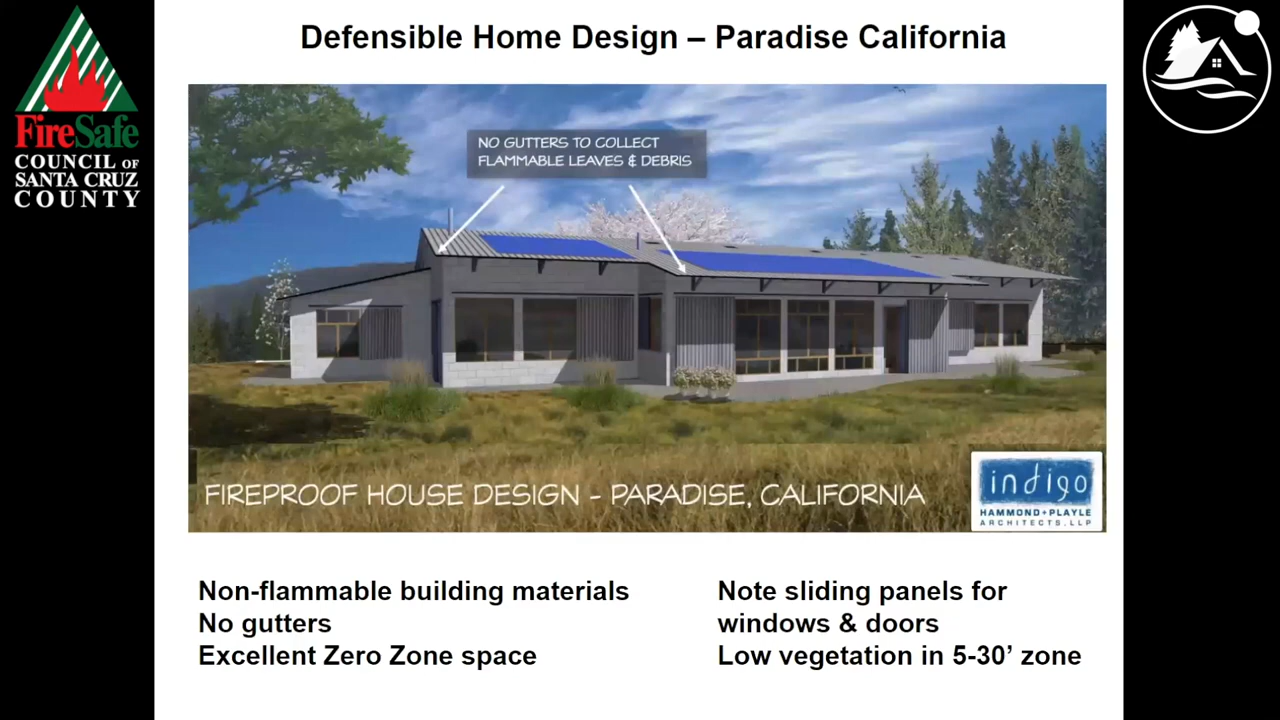 Defensible Home Design – Paradise California
FireSafe
COUNCIL OF
SANTA CRUZ
COUNTY
NO GUTTERS TO COLLECT
FLAMMABLE LEAVES & DEBRIS
FIREPROOF HOUSE DESIGN - PARADISE, CALIFORNIA
indigo
HAMMOND + PLAYLE
ARCHITECTS, LLP
Non-flammable building materials
No gutters
Excellent Zero Zone space
Note sliding panels for
windows & doors
Low vegetation in 5-30’ zone